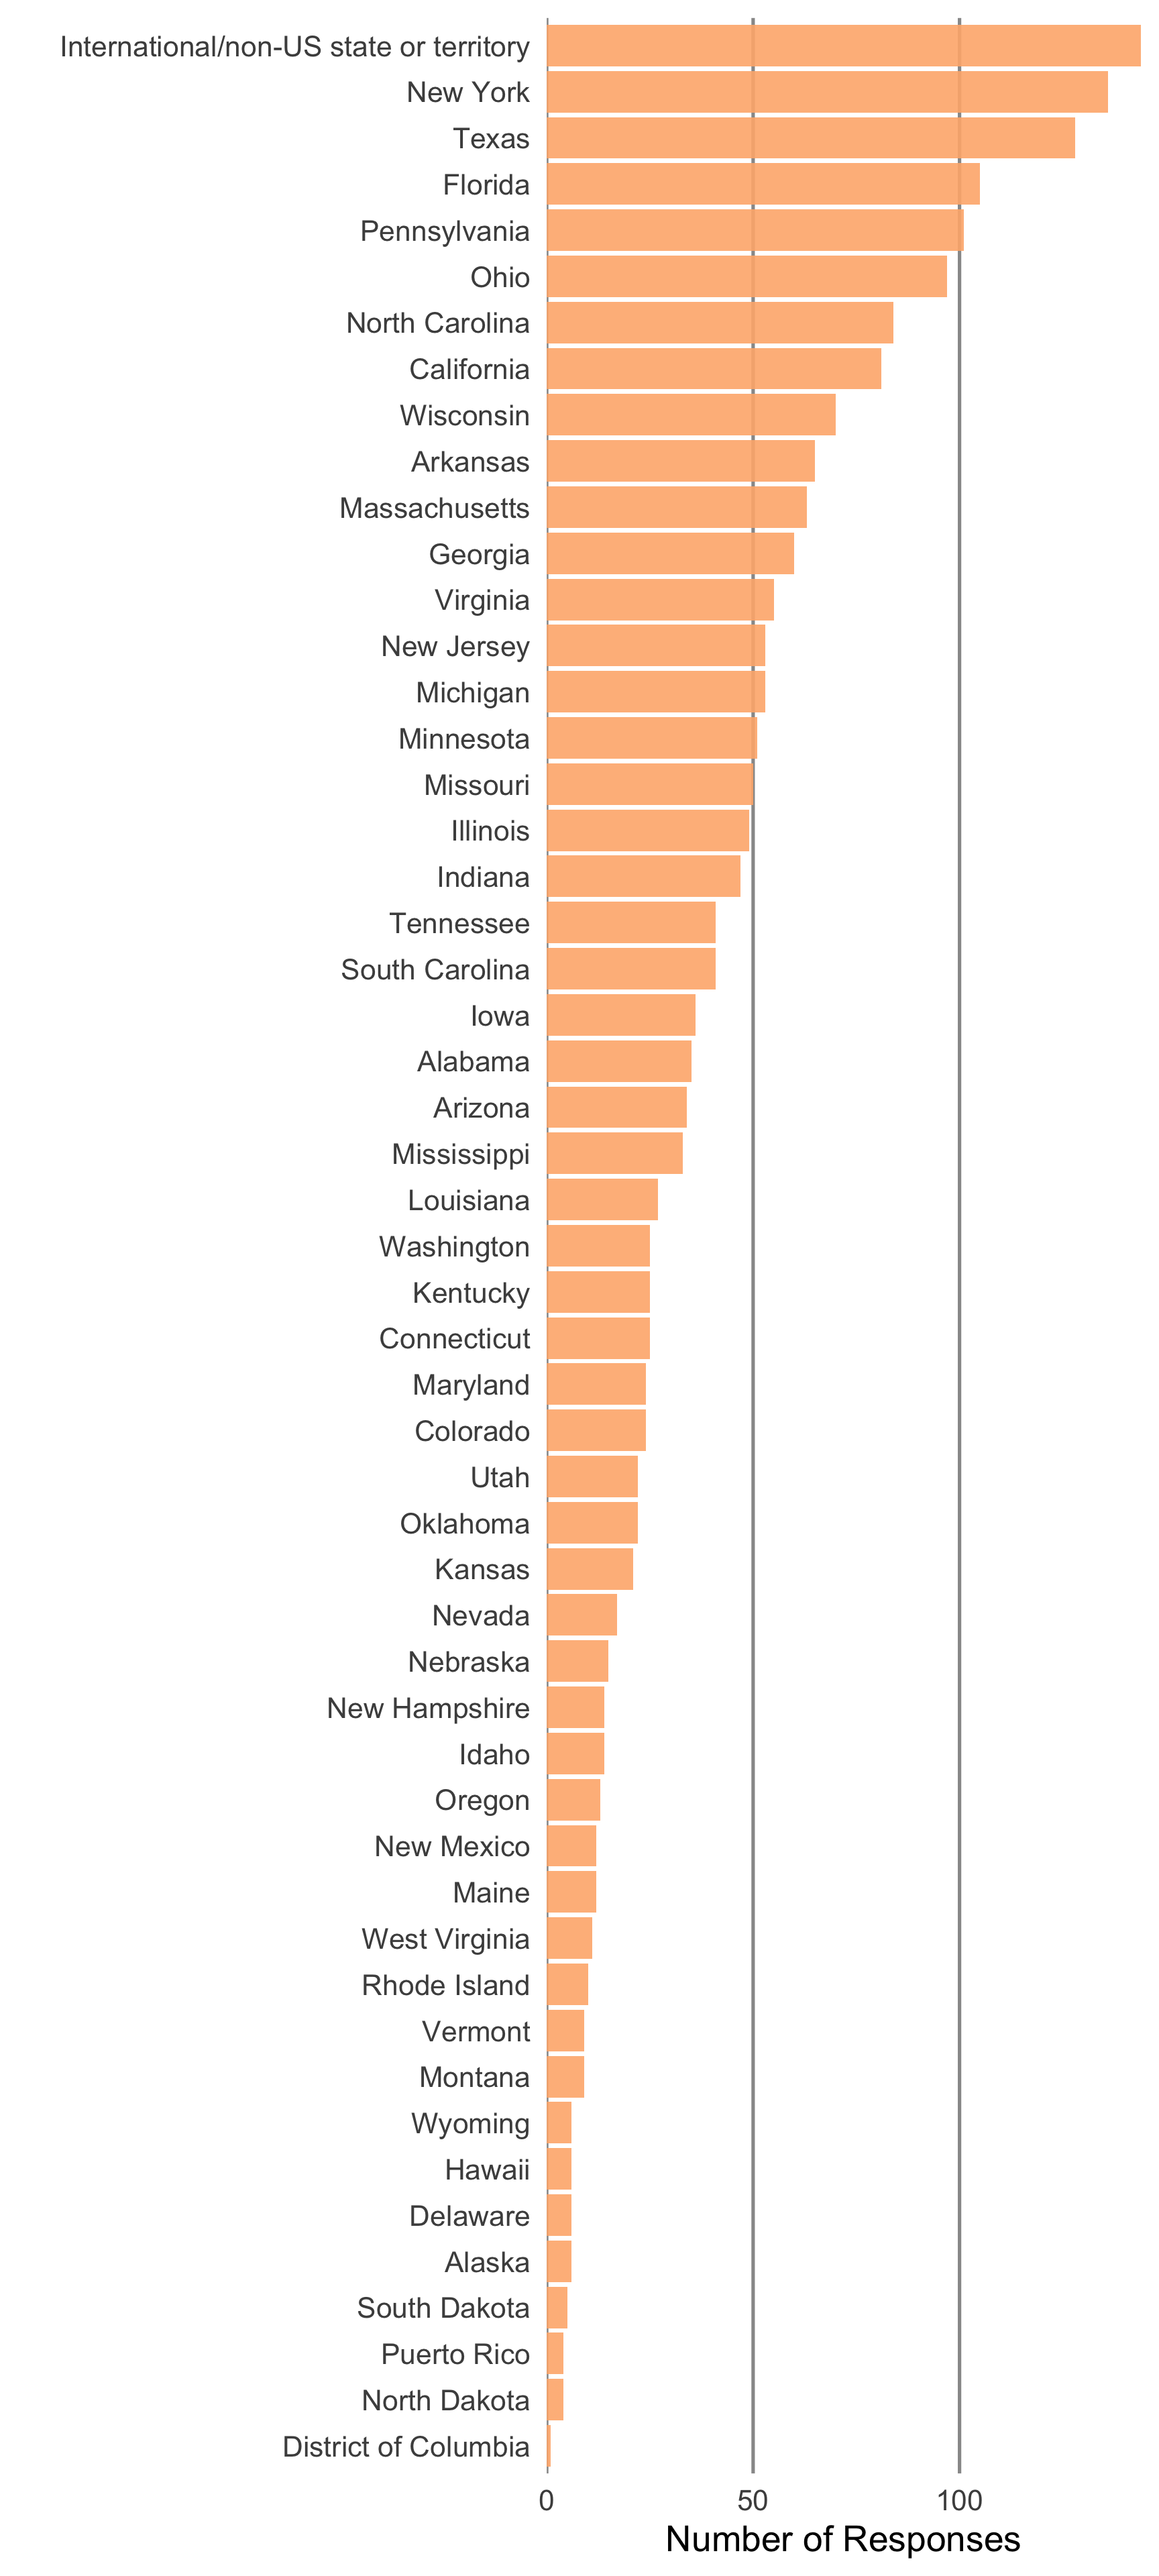 International/non-US state or territory
New York
Texas
Florida
Pennsylvania
Ohio
North Carolina
California
Wisconsin
Arkansas
Massachusetts
Georgia
Virginia
New Jersey
Michigan
Minnesota
Missouri
Illinois
Indiana
Tennessee
South Carolina
Iowa
Alabama
Arizona
Mississippi
Louisiana
Washington
Kentucky
Connecticut
Maryland
Colorado
Utah
Oklahoma
Kansas
Nevada
Nebraska
New Hampshire
Idaho
Oregon
New Mexico
Maine
West Virginia
Rhode Island
Vermont
Montana
Wyoming
Hawaii
Delaware
Alaska
South Dakota
Puerto Rico
North Dakota
District of Columbia
0 50 100
Number of Responses